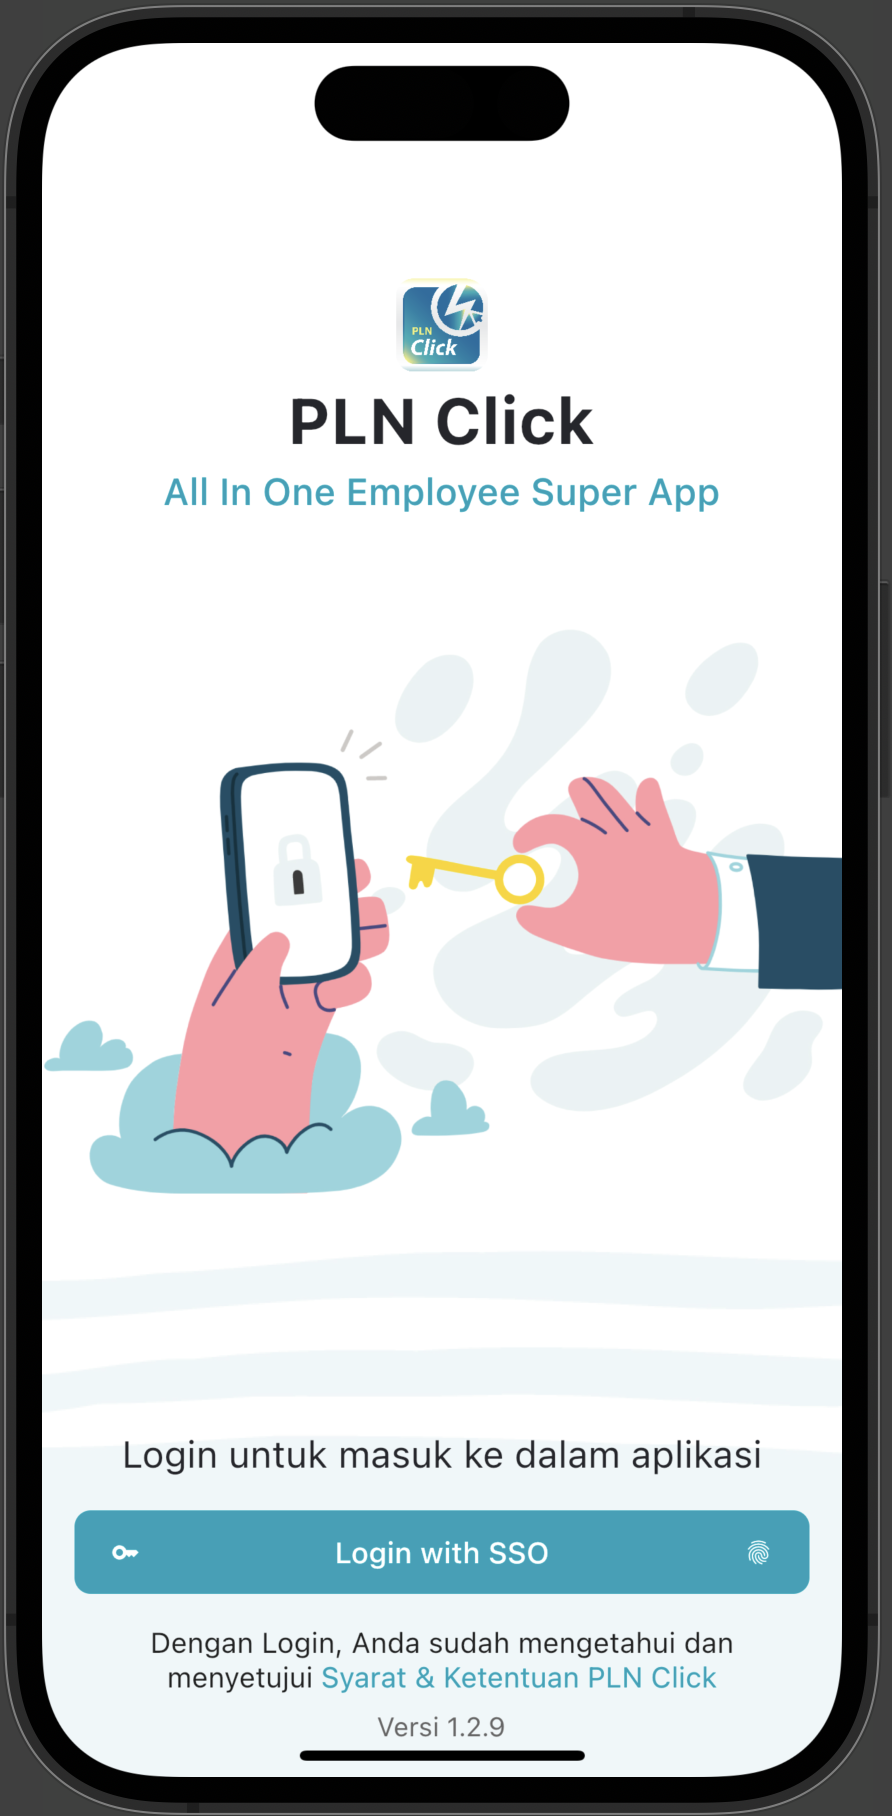 PLN
Click
PLN Click
All In One Employee Super App
Login untuk masuk ke dalam aplikasi
Login with SSO
Dengan Login, Anda sudah mengetahui dan
menyetujui Syarat & Ketentuan PLN Click
Versi 1.2.9